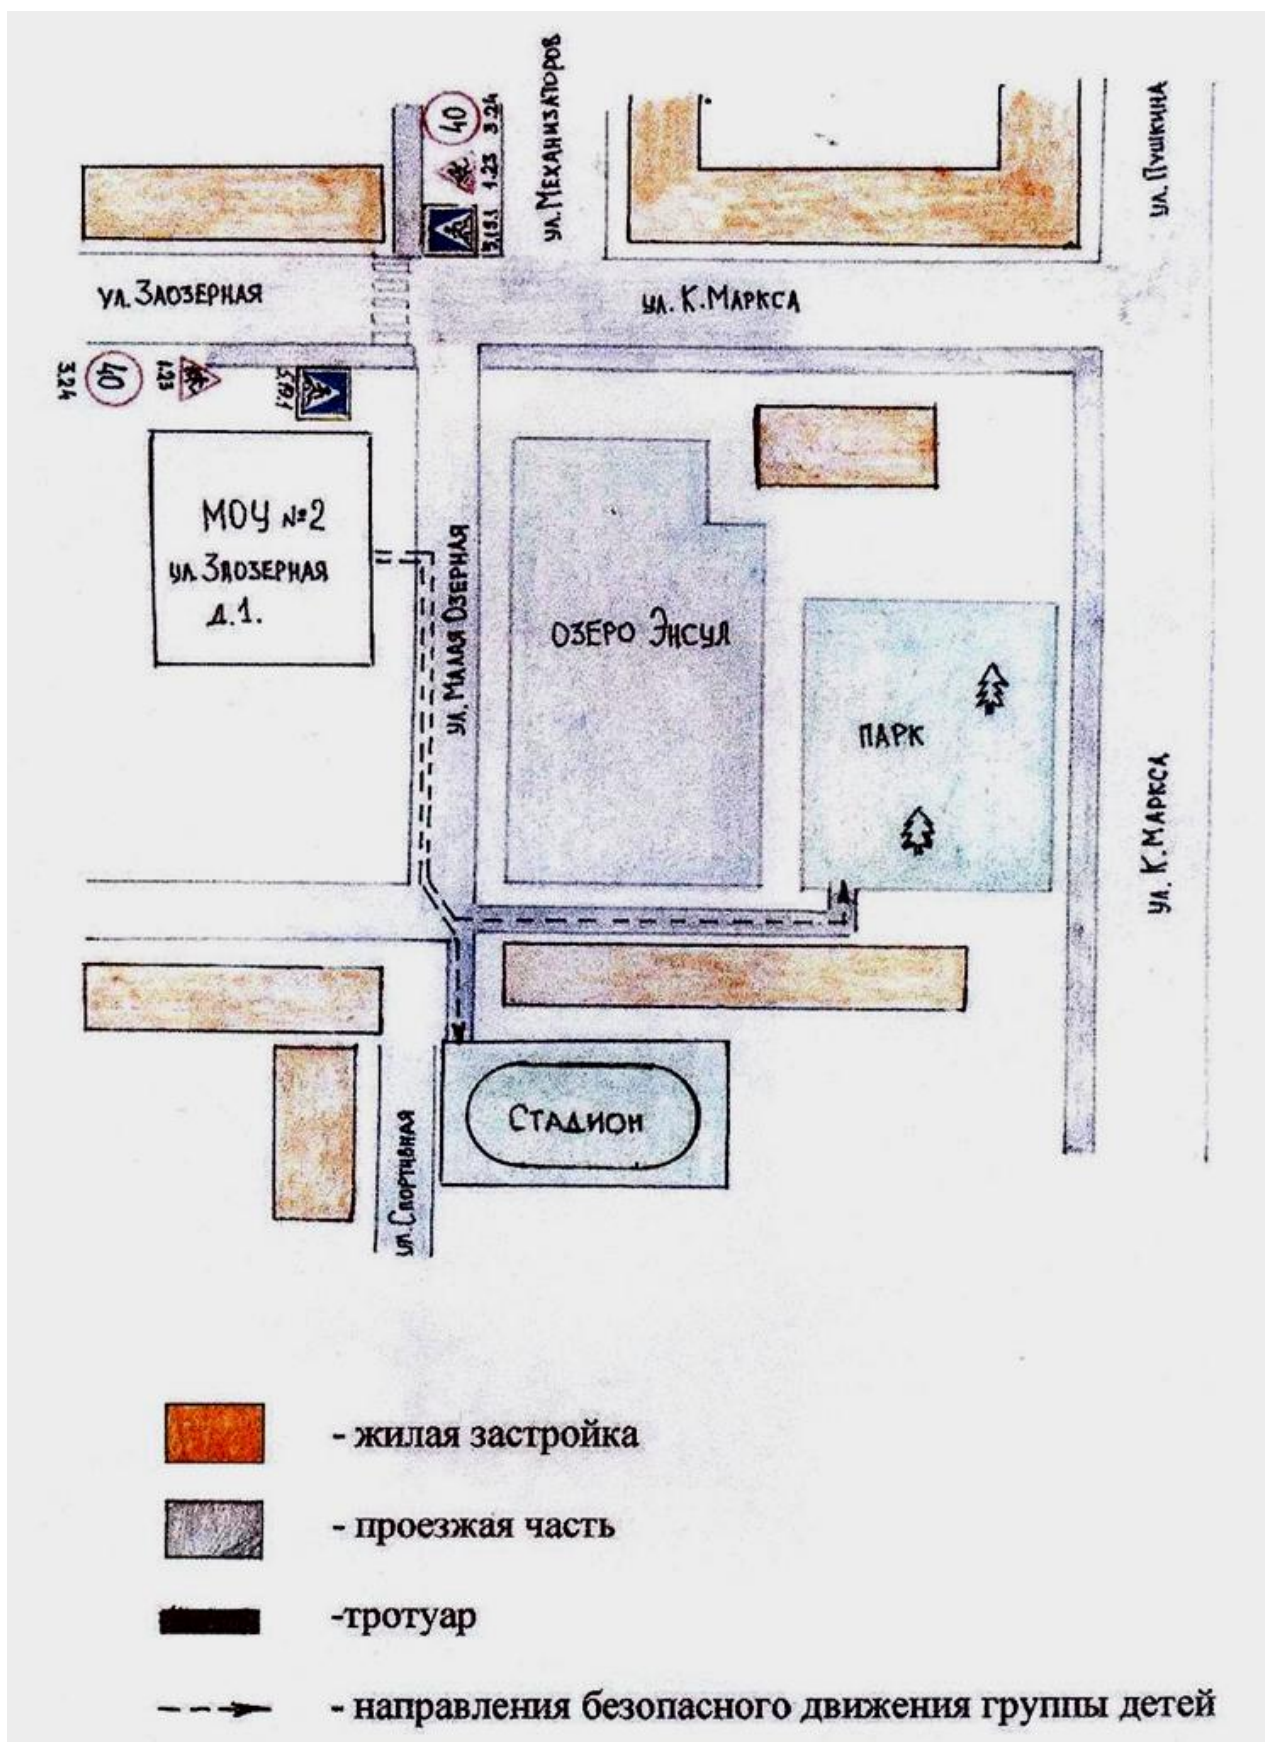 ул. Механизаторов
40
3.24
1.23
5.19.1
ул. Пушкина
ул. Заозерная
ул. К. Маркса
3.24
40
1.23
5.19.1
МОУ №2
ул. Заозерная
д. 1.
ул. Малая Озерная
Озеро Энсул
Парк
ул. К. Маркса
Стадион
ул. Спортивная
- жилая застройка
- проезжая часть
-тротуар
- направления безопасного движения группы детей